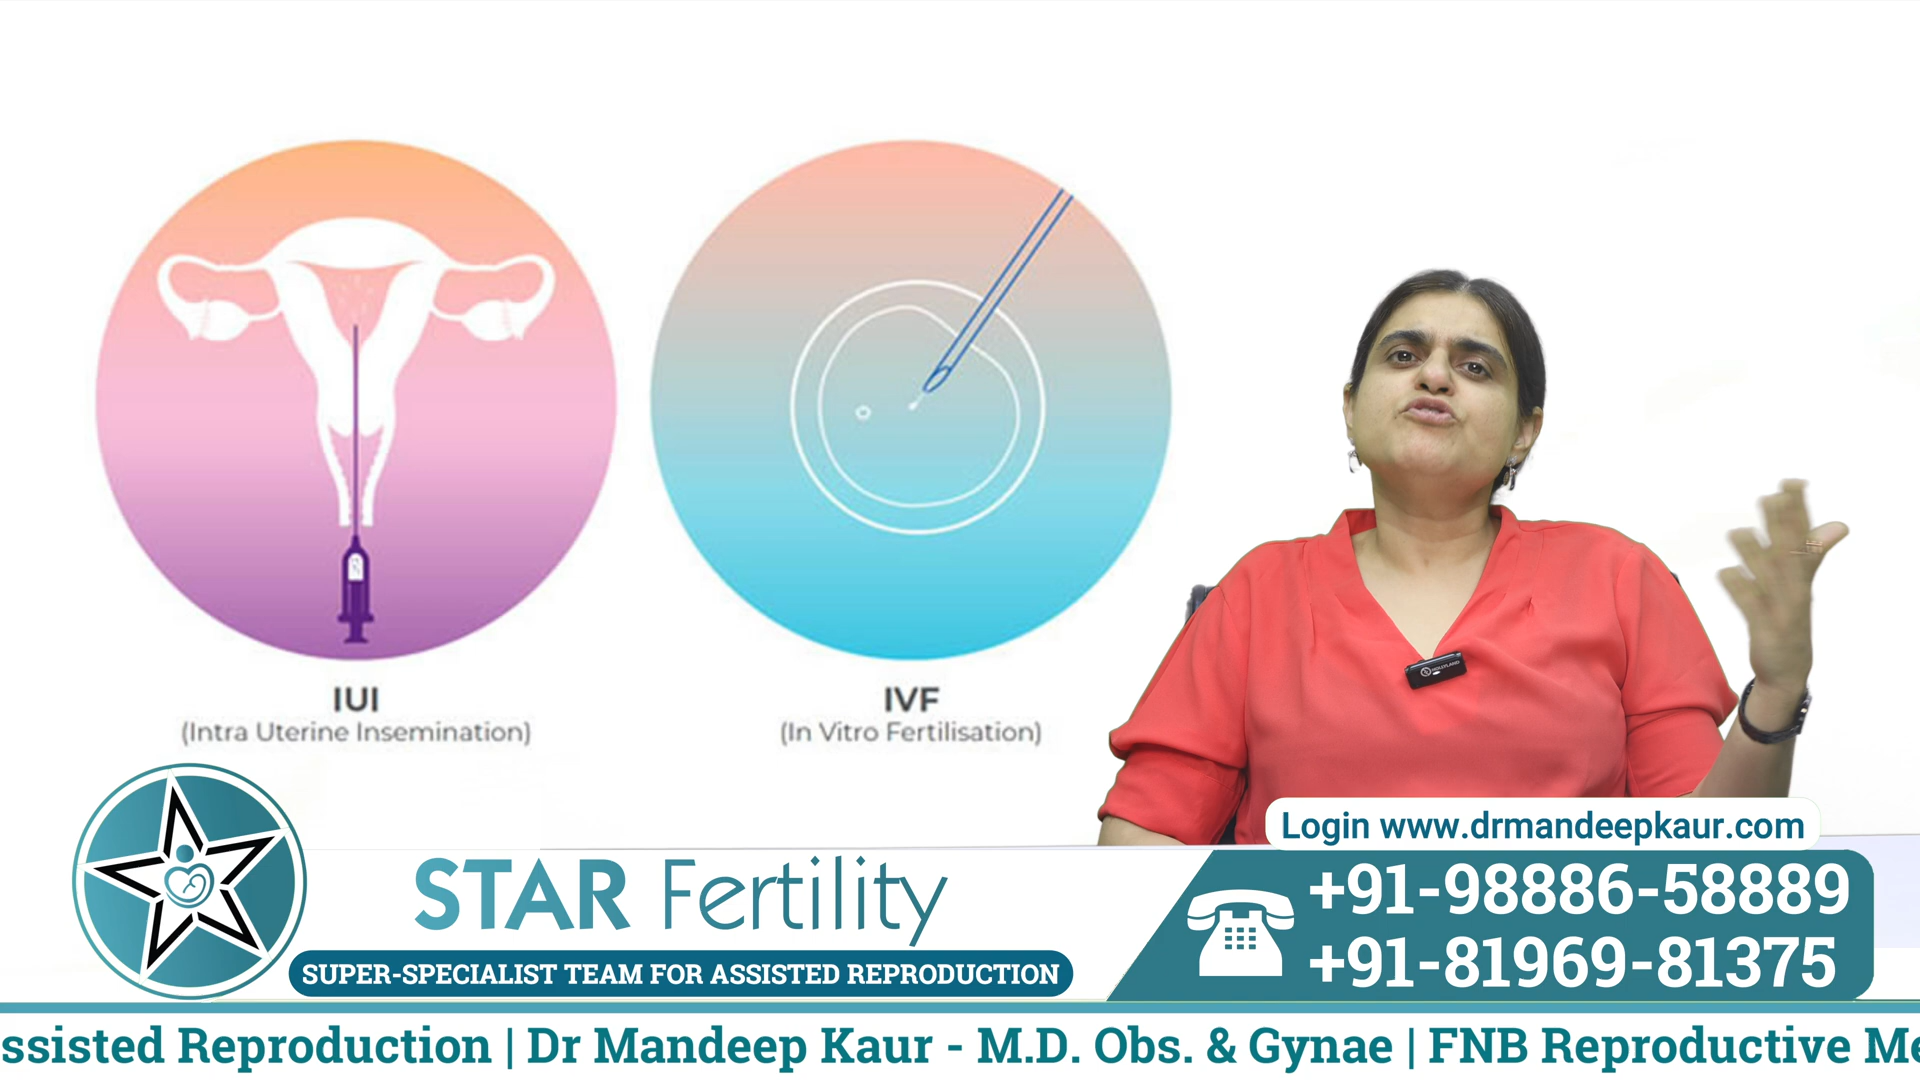 IUI
(Intra Uterine Insemination)
IVF
(In Vitro Fertilisation)
HOLLYLAND
Login www.drmandeepkaur.com
STAR Fertility
SUPER-SPECIALIST TEAM FOR ASSISTED REPRODUCTION
+91-98886-58889
+91-81969-81375
ssisted Reproduction | Dr Mandeep Kaur - M.D. Obs. & Gynae | FNB Reproductive Me